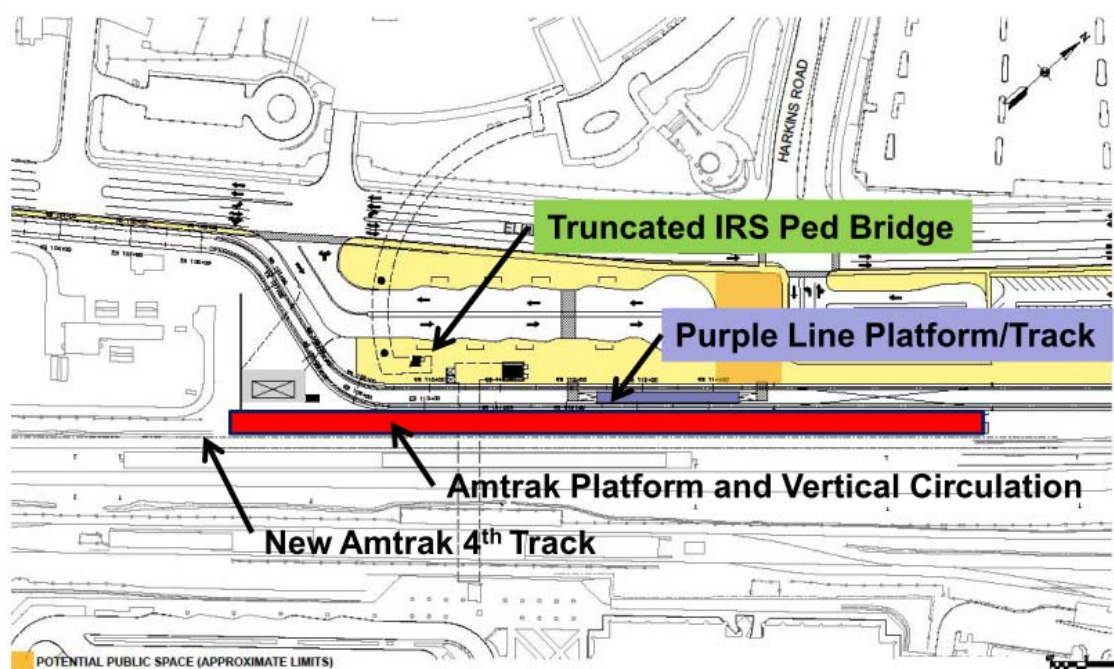 N
HARKINS ROAD
Truncated IRS Ped Bridge
Purple Line Platform/Track
Amtrak Platform and Vertical Circulation
New Amtrak 4th Track
POTENTIAL PUBLIC SPACE (APPROXIMATE LIMITS)